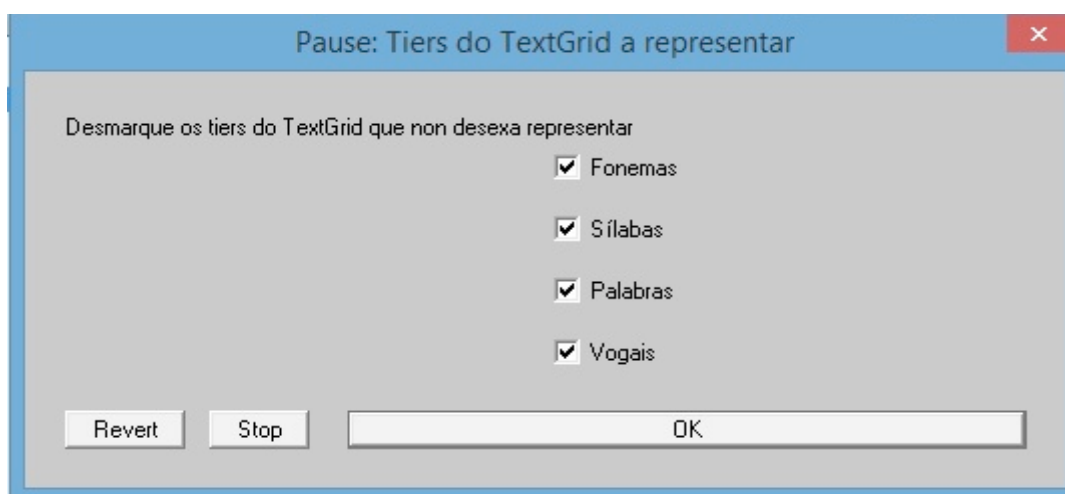 Pause: Tiers do TextGrid a representar
Desmarque os tiers do TextGrid que non desexa representar
Fonemas
Sílabas
Palabras
Vogais
Revert Stop OK